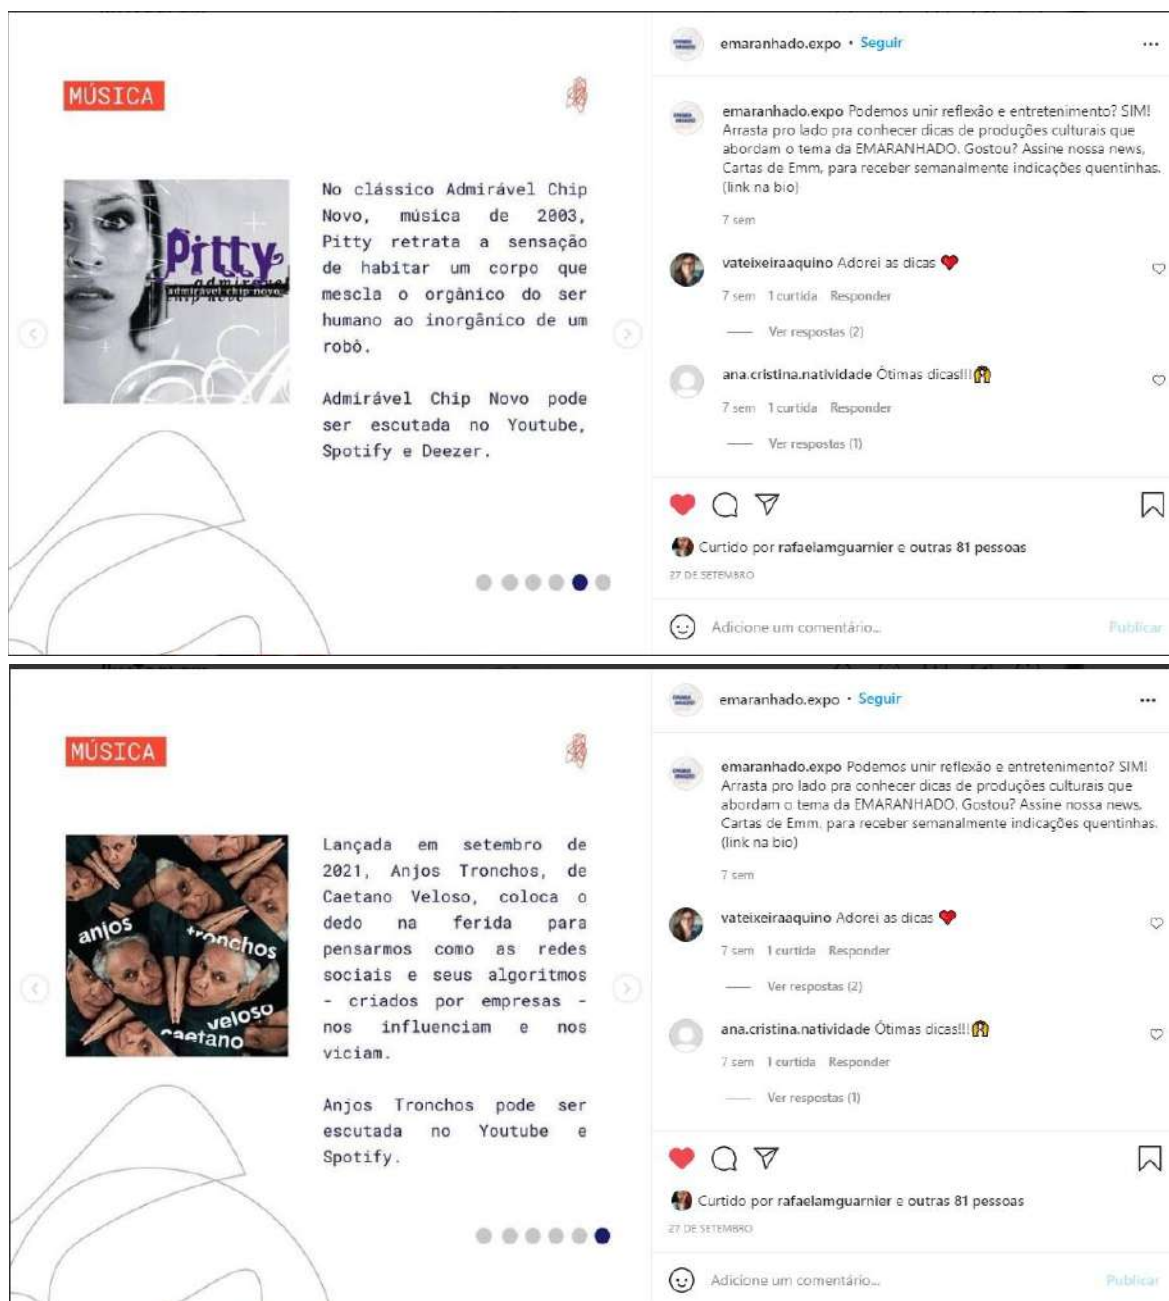 MÚSICA
No clássico Admirável Chip
Novo, música de 2003,
Pitty retrata a sensação
de habitar um corpo que
mescla o orgânico do ser
humano ao inorgânico de um
robô.
Admirável Chip Novo pode
ser escutada no Youtube,
Spotify e Deezer.
Pitty
admirável
chip novo
admirável chip novo
emaranhado.expo • Seguir
emaranhado.expo Podemos unir reflexão e entretenimento? SIM!
Arrasta pro lado pra conhecer dicas de produções culturais que
abordam o tema da EMARANHADO. Gostou? Assine nossa news,
Cartas de Emm, para receber semanalmente indicações quentinhas.
(link na bio)
7 sem
vateixeiraaquino Adorei as dicas
7 sem 1 curtida Responder
Ver respostas (2)
ana.cristina.natividade Ótimas dicas!!!
7 sem 1 curtida Responder
Ver respostas (1)
Curtido por rafaelamguarnier e outras 81 pessoas
27 DE SETEMBRO
Adicione um comentário...
Publicar
MÚSICA
anjos
tronchos
veloso
caetano
Lançada em setembro de
2021, Anjos Tronchos, de
Caetano Veloso, coloca o
dedo na ferida para
pensarmos como as redes
sociais e seus algoritmos
- criados por empresas -
nos influenciam e nos
viciam.
Anjos Tronchos pode ser
escutada no Youtube e
Spotify.
emaranhado.expo • Seguir
emaranhado.expo Podemos unir reflexão e entretenimento? SIM!
Arrasta pro lado pra conhecer dicas de produções culturais que
abordam o tema da EMARANHADO. Gostou? Assine nossa news,
Cartas de Emm, para receber semanalmente indicações quentinhas.
(link na bio)
7 sem
vateixeiraaquino Adorei as dicas
7 sem 1 curtida Responder
Ver respostas (2)
ana.cristina.natividade Ótimas dicas!!!
7 sem 1 curtida Responder
Ver respostas (1)
Curtido por rafaelamguarnier e outras 81 pessoas
27 DE SETEMBRO
Adicione um comentário...
Publicar